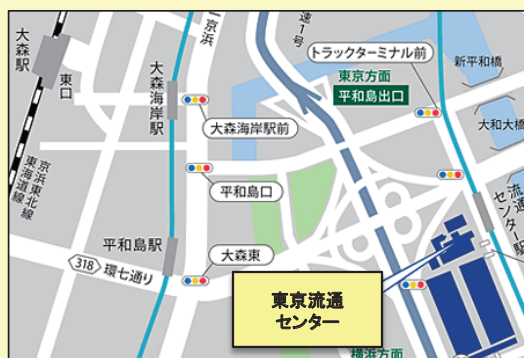 大森駅
東口
京浜東北線
東海道線
大森海岸駅
京浜
平和島駅
318 環七通り
大森海岸駅前
平和島口
大森東
速1号
トラックターミナル前
東京方面
平和島出口
新平和橋
大和大橋
流通センター駅
東京流通
センター
横浜方面